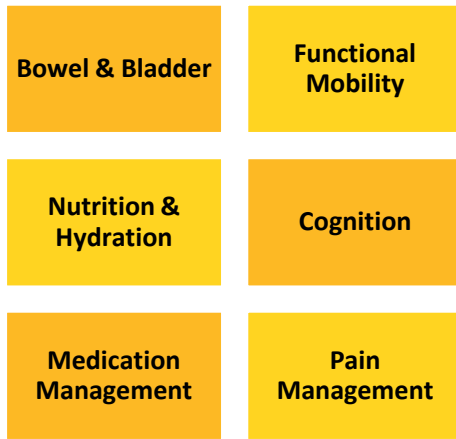 Bowel & Bladder
Functional
Mobility
Nutrition &
Hydration
Cognition
Medication
Management
Pain
Management